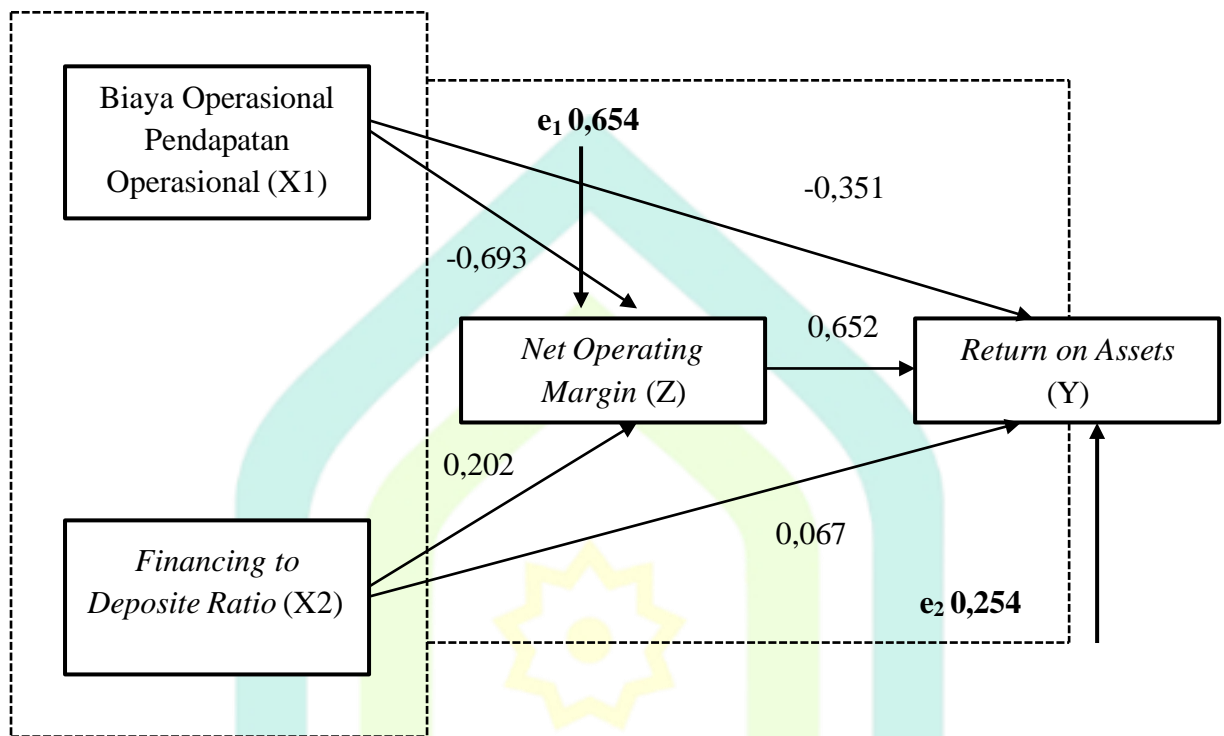 Biaya Operasional
Pendapatan
Operasional (X1)
e₁ 0,654
-0,351
-0,693
Net Operating
Margin (Z)
0,652
Return on Assets
(Y)
0,202
Financing to
Deposite Ratio (X2)
0,067
e₂ 0,254